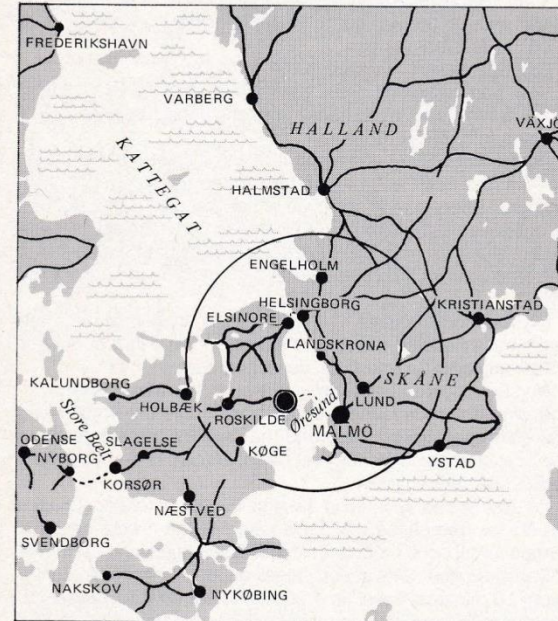 FREDERIKSHAVN
VARBERG
HALLAND
VÄXJÖ
KATTEGAT
HALMSTAD
ENGELHOLM
HELSINGBORG
ELSINORE
KRISTIANSTAD
LANDSKRONA
KALUNDBORG
SKÅNE
HOLBÆK
LUND
ROSKILDE
Øresund
Store Bælt
MALMÖ
ODENSE
SLAGELSE
KØGE
NYBORG
YSTAD
KORSØR
NÆSTVED
SVENDBORG
NAKSKOV
NYKØBING